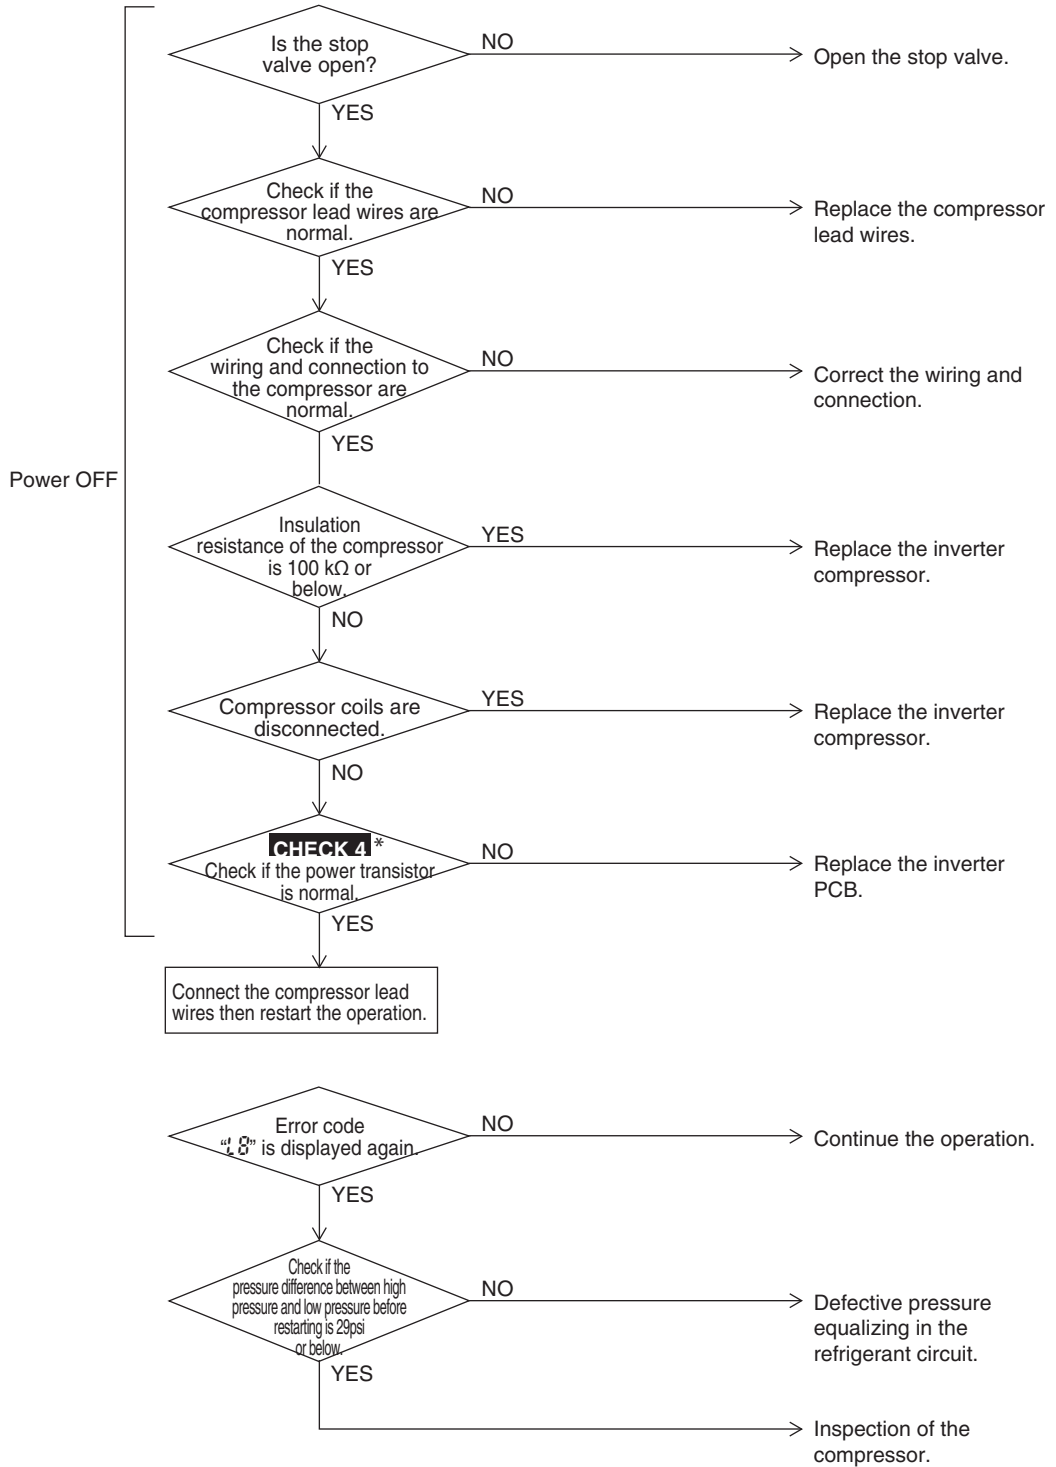 Is the stop
valve open?
NO
Open the stop valve.
YES
Check if the
compressor lead wires are
normal.
NO
Replace the compressor
lead wires.
YES
Check if the
wiring and connection to
the compressor are
normal.
NO
Correct the wiring and
connection.
YES
Power OFF
Insulation
resistance of the compressor
is 100 kΩ or
below.
YES
Replace the inverter
compressor.
NO
Compressor coils are
disconnected.
YES
Replace the inverter
compressor.
NO
CHECK 4 *
Check if the power transistor
is normal.
NO
Replace the inverter
PCB.
YES
Connect the compressor lead
wires then restart the operation.
Error code
“L8” is displayed again.
NO
Continue the operation.
YES
Check if the
pressure difference between high
pressure and low pressure before
restarting is 29psi
or below.
NO
Defective pressure
equalizing in the
refrigerant circuit.
YES
Inspection of the
compressor.